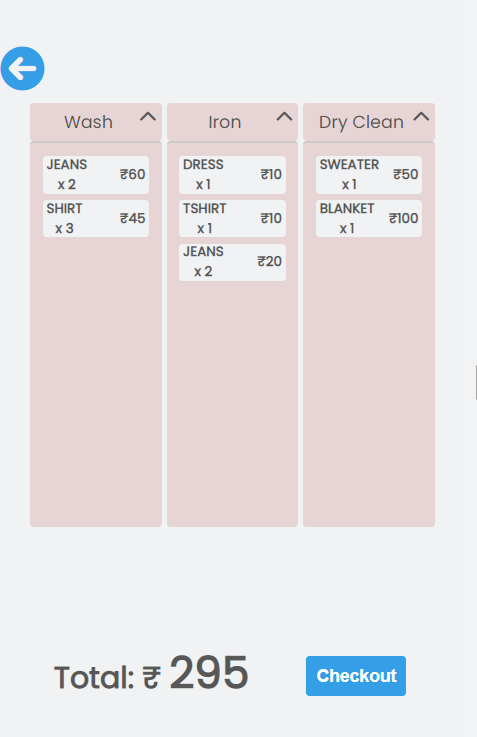 Wash
JEANS
x 2
₹60
SHIRT
x 3
₹45
Iron
DRESS
x 1
₹10
TSHIRT
x 1
₹10
JEANS
x 2
₹20
Dry Clean
SWEATER
x 1
₹50
BLANKET
x 1
₹100
Total: ₹ 295
Checkout